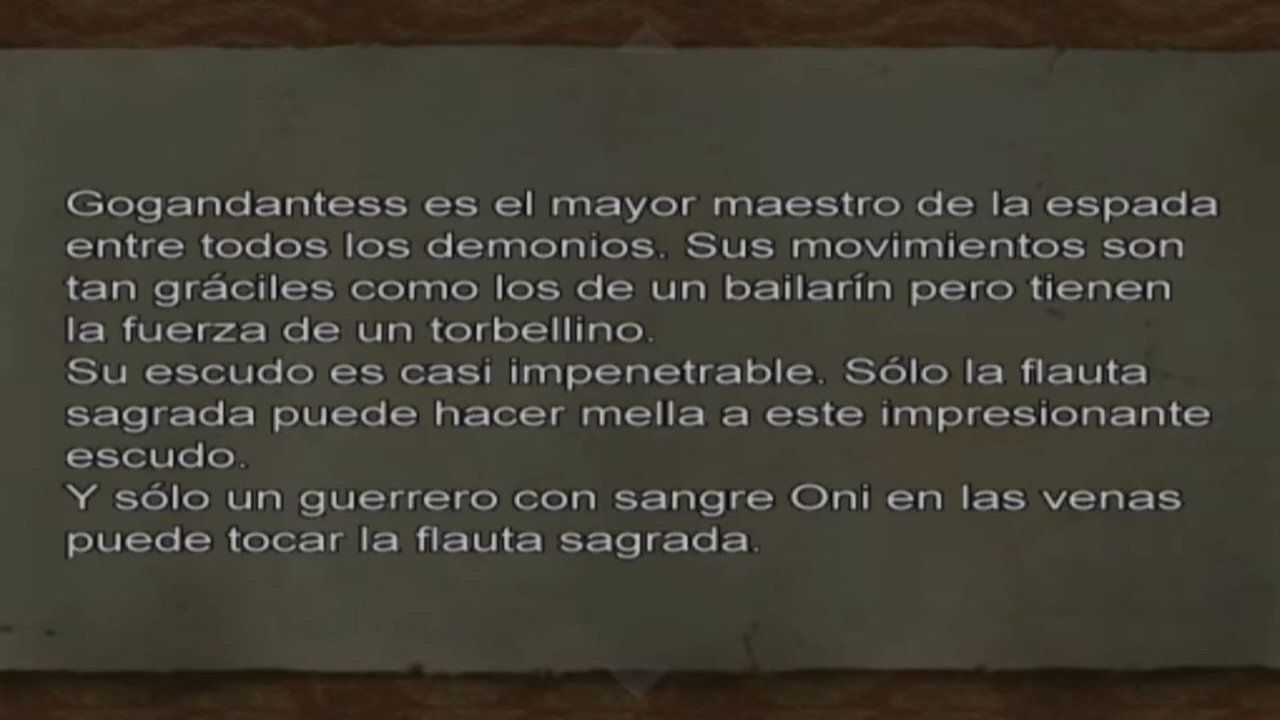 Gogandantess es el mayor maestro de la espada
entre todos los demonios. Sus movimientos son
tan gráciles como los de un bailarín pero tienen
la fuerza de un torbellino.
Su escudo es casi impenetrable. Sólo la flauta
sagrada puede hacer mella a este impresionante
escudo.
Y sólo un guerrero con sangre Oni en las venas
puede tocar la flauta sagrada.